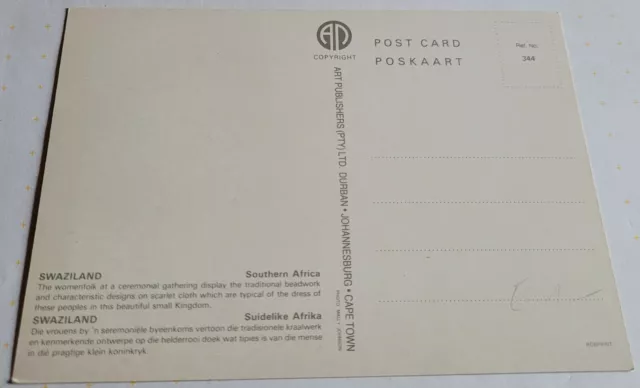 SWAZILAND Southern Africa
The womenfolk at a ceremonial gathering display the traditional beadwork
and characteristic designs on scarlet cloth which are typical of the dress of
these peoples in this beautiful small Kingdom.
SWAZILAND Suidelike Afrika
Die vrouens by 'n seremoniële byeenkoms vertoon die tradisionele kraalwerk
en kenmerkende ontwerpe op die helderrooi doek wat tipies is van die mense
in dié pragtige klein koninkryk.
COPYRIGHT
ART PUBLISHERS (PTY) LTD. DURBAN • JOHANNESBURG • CAPE TOWN
POST CARD
POSKAART
Ref. No.
344